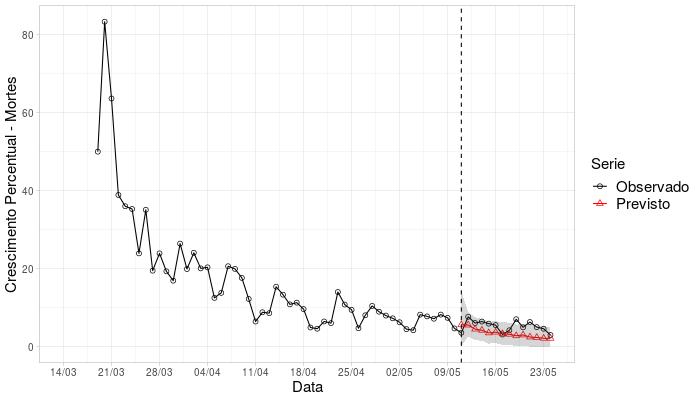 Crescimento Percentual - Mortes
80
60
40
20
0
14/03 21/03 28/03 04/04 11/04 18/04 25/04 02/05 09/05 16/05 23/05
Data
Serie
Observado
Previsto